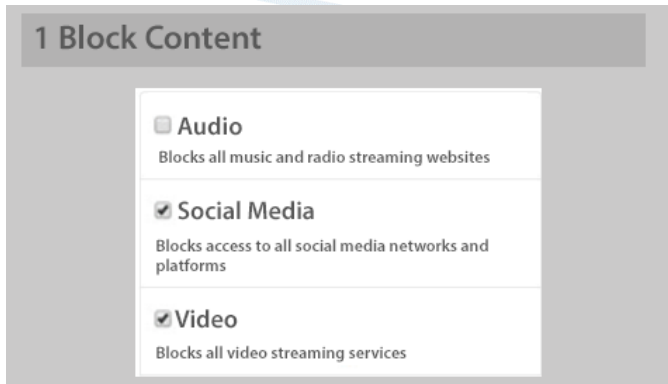 1 Block Content
Audio
Blocks all music and radio streaming websites
Social Media
Blocks access to all social media networks and
platforms
Video
Blocks all video streaming services